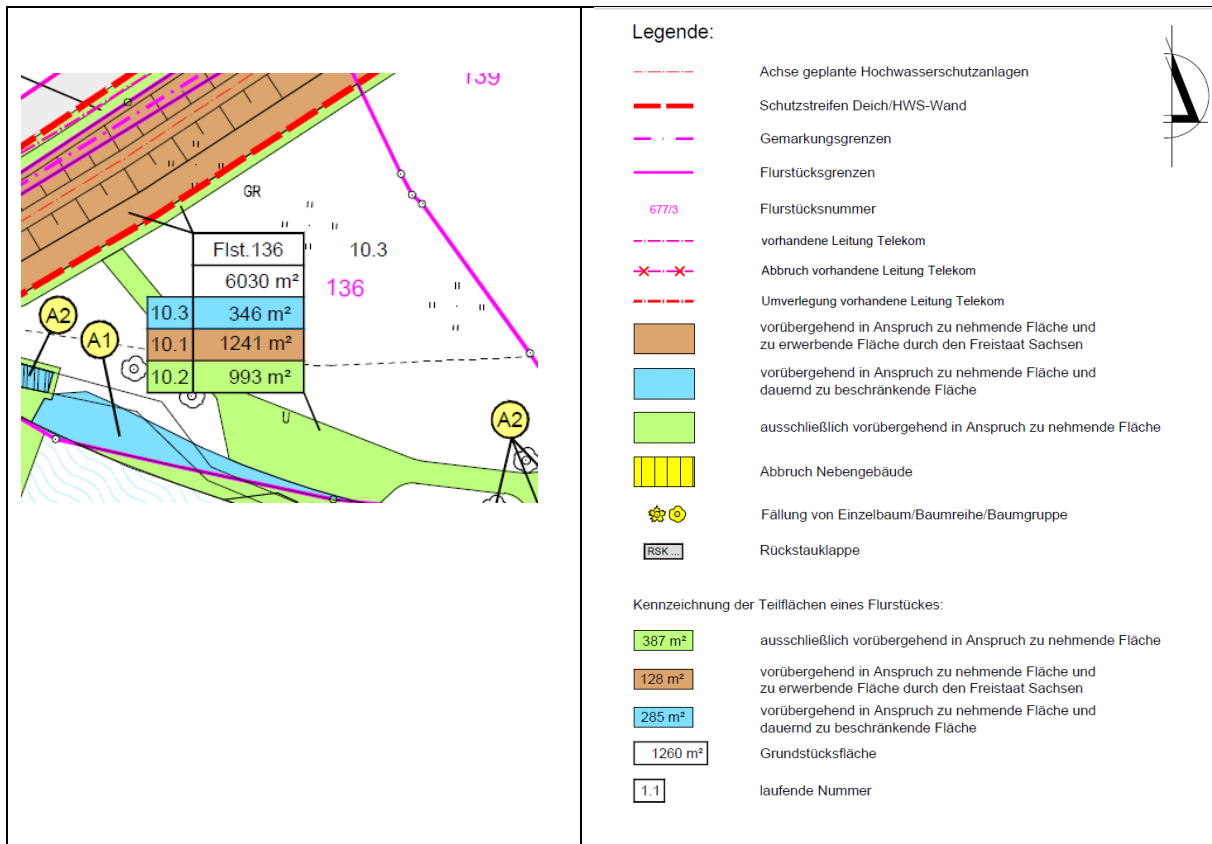 139
GR
Flst.136
10.3
6030 m²
136
10.3 346 m²
A2
10.1 1241 m²
A1
10.2 993 m²
U
A2
Legende:
Achse geplante Hochwasserschutzanlagen
Schutzstreifen Deich/HWS-Wand
Gemarkungsgrenzen
Flurstücksgrenzen
677/3 Flurstücksnummer
vorhandene Leitung Telekom
Abbruch vorhandene Leitung Telekom
Umverlegung vorhandene Leitung Telekom
vorübergehend in Anspruch zu nehmende Fläche und
zu erwerbende Fläche durch den Freistaat Sachsen
vorübergehend in Anspruch zu nehmende Fläche und
dauernd zu beschränkende Fläche
ausschließlich vorübergehend in Anspruch zu nehmende Fläche
Abbruch Nebengebäude
Fällung von Einzelbaum/Baumreihe/Baumgruppe
RSK ... Rückstauklappe
Kennzeichnung der Teilflächen eines Flurstückes:
387 m² ausschließlich vorübergehend in Anspruch zu nehmende Fläche
128 m² vorübergehend in Anspruch zu nehmende Fläche und
zu erwerbende Fläche durch den Freistaat Sachsen
285 m² vorübergehend in Anspruch zu nehmende Fläche und
dauernd zu beschränkende Fläche
1260 m² Grundstücksfläche
1.1 laufende Nummer